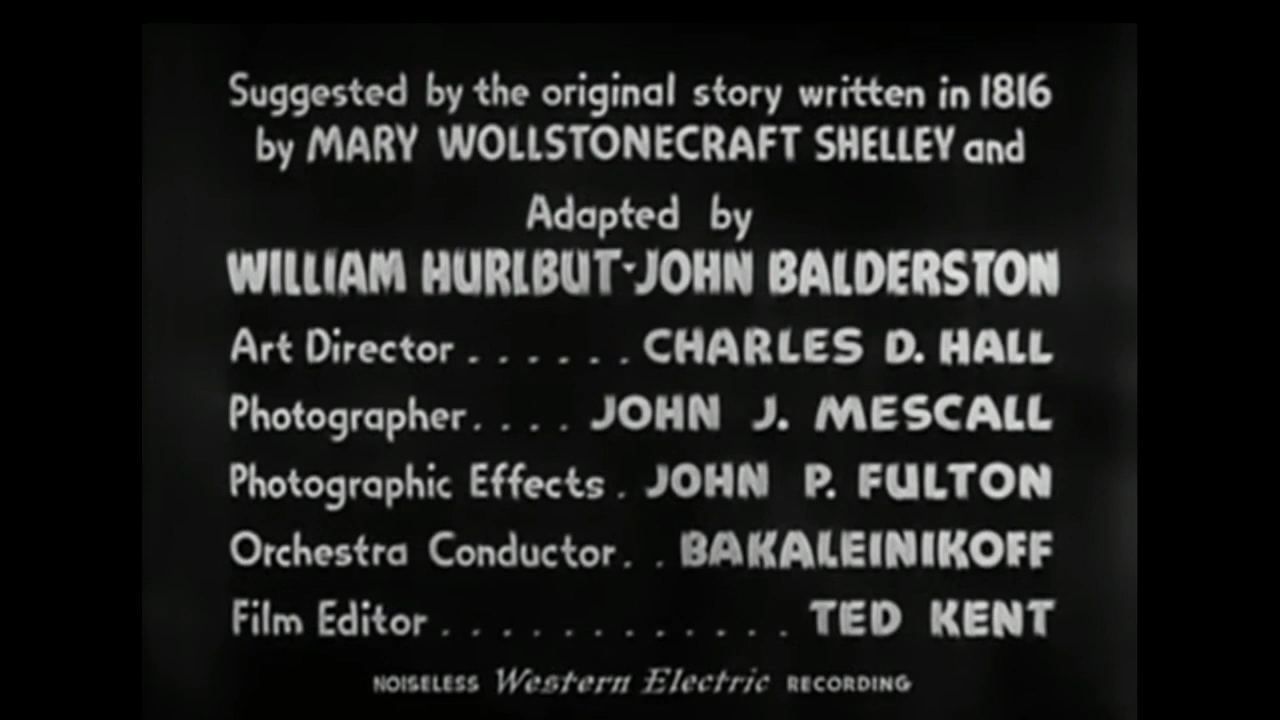 Suggested by the original story written in 1816
by MARY WOLLSTONECRAFT SHELLEY and
Adapted by
WILLIAM HURLBUT-JOHN BALDERSTON
Art Director . . . . . . CHARLES D. HALL
Photographer. . . . JOHN J. MESCALL
Photographic Effects . JOHN P. FULTON
Orchestra Conductor. . BAKALEINIKOFF
Film Editor . . . . . . . . . . . . TED KENT
NOISELESS Western Electric RECORDING